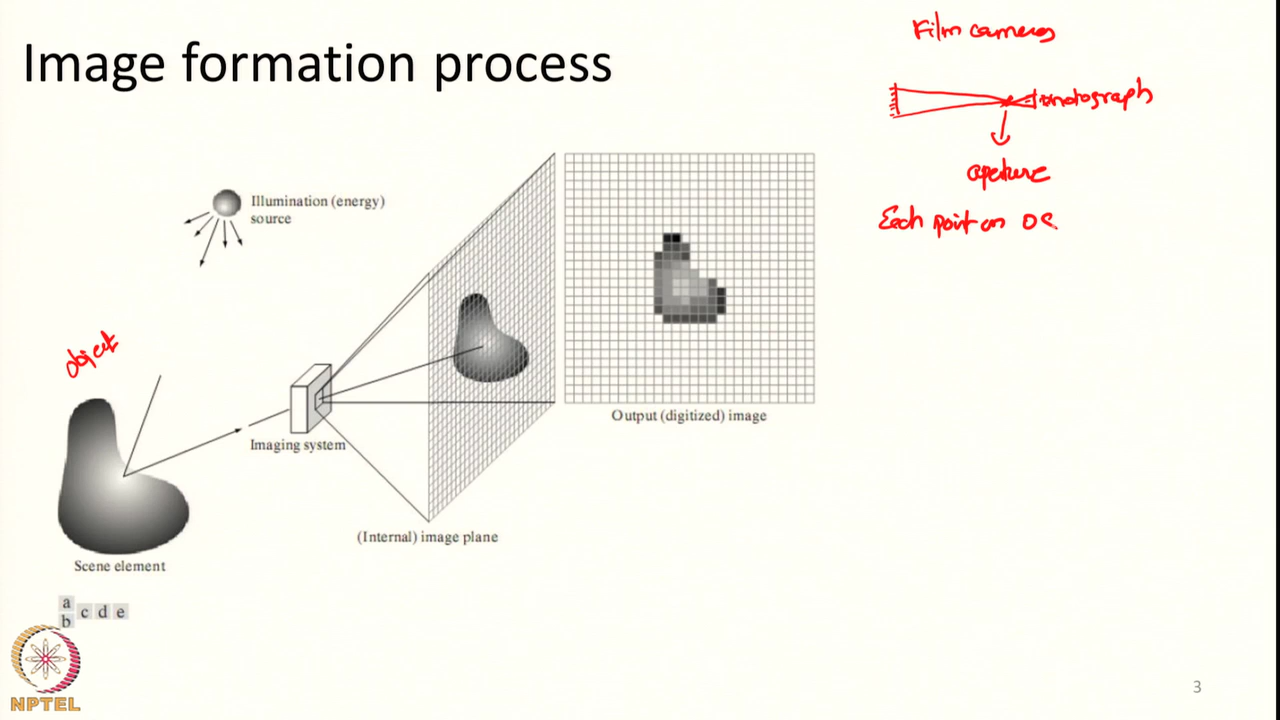 Image formation process
Film cameras
photograph
aperture
Each point on
Illumination (energy)
source
object
Imaging system
Output (digitized) image
(Internal) image plane
Scene element
a
b
c d e
NPTEL
3